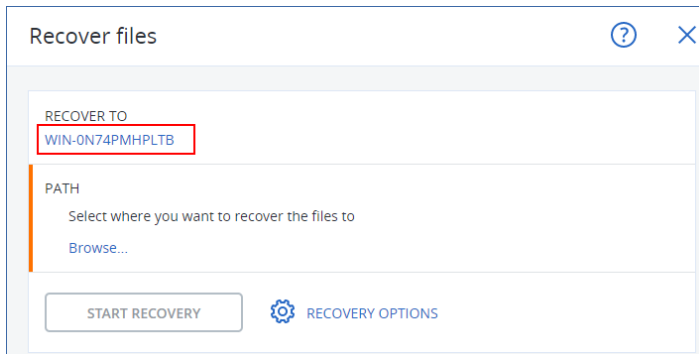 Recover files
RECOVER TO
WIN-0N74PMHPLTB
PATH
Select where you want to recover the files to
Browse...
START RECOVERY
RECOVERY OPTIONS